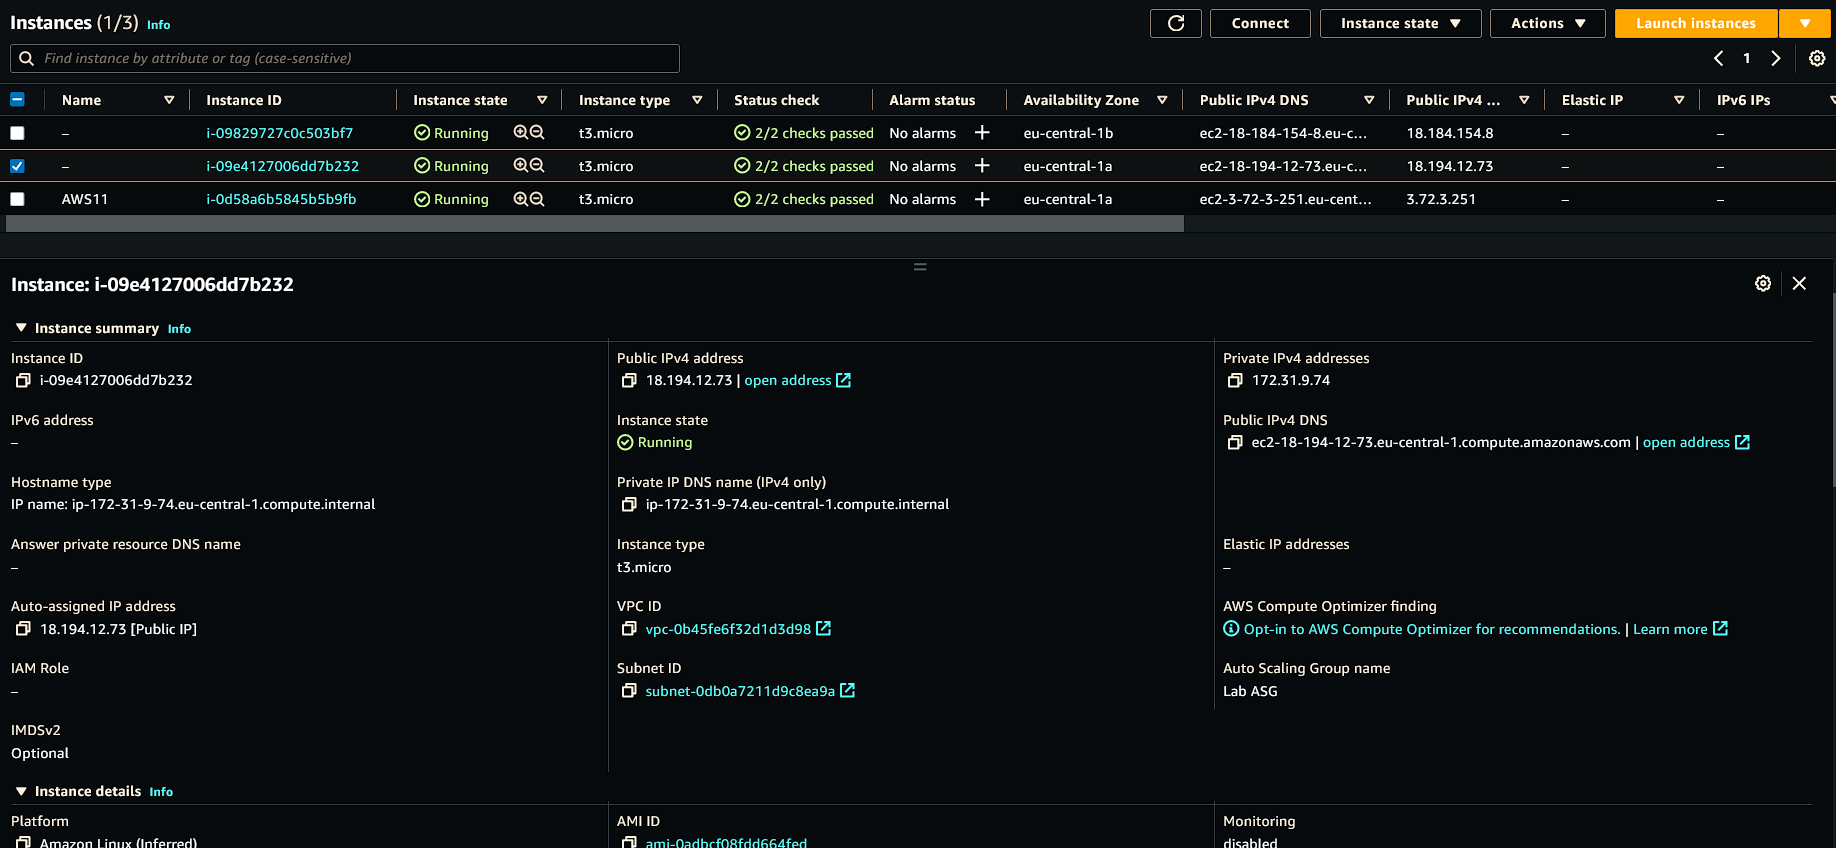 Instances (1/3) Info
Connect Instance state Actions Launch instances
Find instance by attribute or tag (case-sensitive)
1
Name Instance ID Instance state Instance type Status check Alarm status Availability Zone Public IPv4 DNS Public IPv4 ... Elastic IP IPv6 IPs
– i-09829727c0c503bf7 Running t3.micro 2/2 checks passed No alarms + eu-central-1b ec2-18-184-154-8.eu-c... 18.184.154.8 – –
– i-09e4127006dd7b232 Running t3.micro 2/2 checks passed No alarms + eu-central-1a ec2-18-194-12-73.eu-c... 18.194.12.73 – –
AWS11 i-0d58a6b5845b5b9fb Running t3.micro 2/2 checks passed No alarms + eu-central-1a ec2-3-72-3-251.eu-cent... 3.72.3.251 – –
Instance: i-09e4127006dd7b232
Instance summary Info
Instance ID
i-09e4127006dd7b232
IPv6 address
–
Hostname type
IP name: ip-172-31-9-74.eu-central-1.compute.internal
Answer private resource DNS name
–
Auto-assigned IP address
18.194.12.73 [Public IP]
IAM Role
–
IMDSv2
Optional
Public IPv4 address
18.194.12.73 | open address
Instance state
Running
Private IP DNS name (IPv4 only)
ip-172-31-9-74.eu-central-1.compute.internal
Instance type
t3.micro
VPC ID
vpc-0b45fe6f32d1d3d98
Subnet ID
subnet-0db0a7211d9c8ea9a
Private IPv4 addresses
172.31.9.74
Public IPv4 DNS
ec2-18-194-12-73.eu-central-1.compute.amazonaws.com | open address
Elastic IP addresses
–
AWS Compute Optimizer finding
Opt-in to AWS Compute Optimizer for recommendations. | Learn more
Auto Scaling Group name
Lab ASG
Instance details Info
Platform
Amazon Linux (Inferred)
AMI ID
ami-0adbcf08fdd664fed
Monitoring
disabled